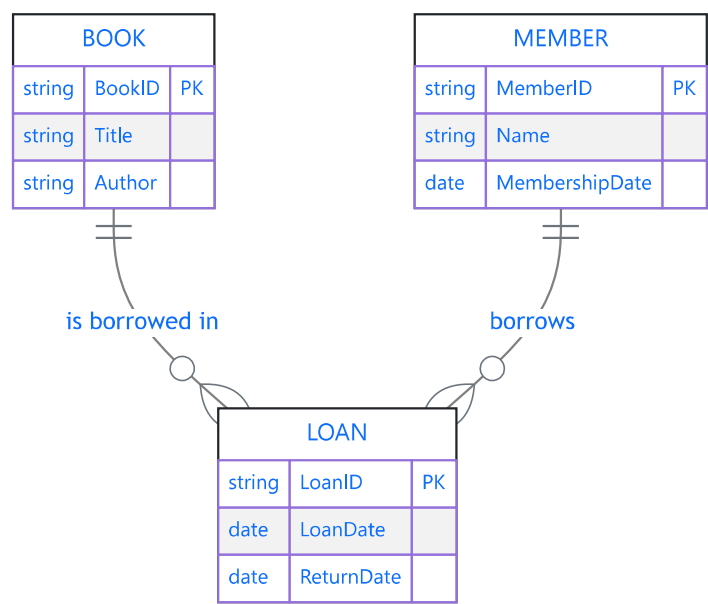 BOOK
string BookID PK
string Title
string Author
MEMBER
string MemberID PK
string Name
date MembershipDate
is borrowed in
borrows
LOAN
string LoanID PK
date LoanDate
date ReturnDate